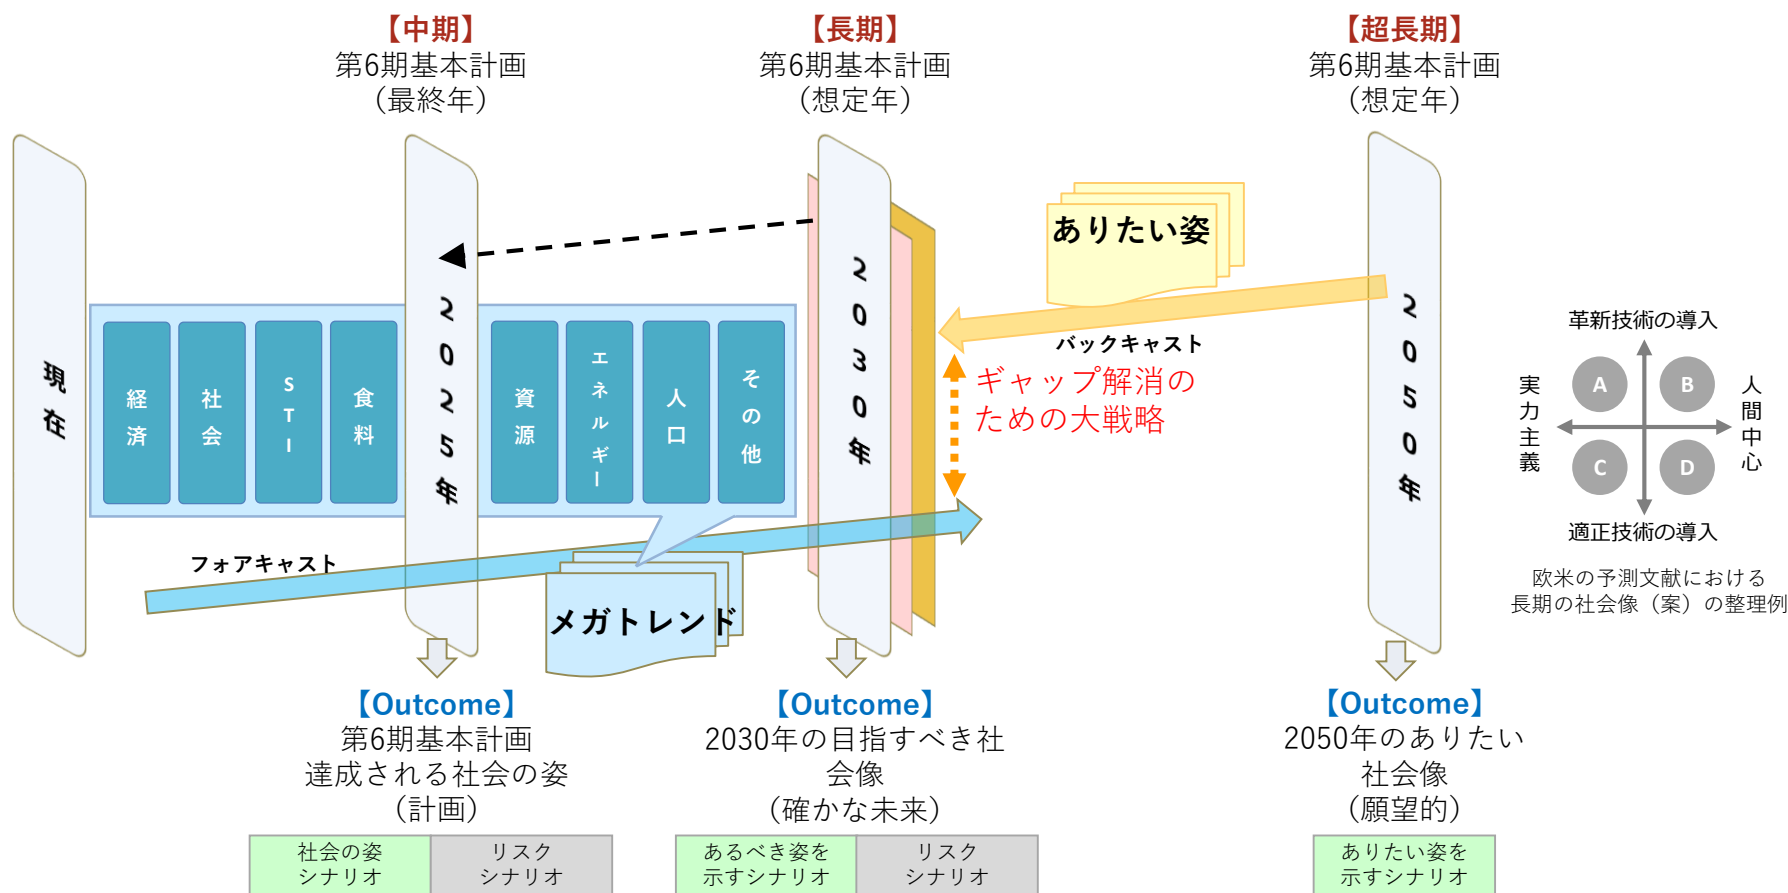 【中期】
第6期基本計画
（最終年）
【長期】
第6期基本計画
（想定年）
【超長期】
第6期基本計画
（想定年）
現在
経済
社会
STI
食料
2025年
資源
エネルギー
人口
その他
2030年
ありたい姿
バックキャスト
ギャップ解消の
ための大戦略
2050年
フォアキャスト
メガトレンド
革新技術の導入
実力主義
A
B
人間中心
C
D
適正技術の導入
欧米の予測文献における
長期の社会像（案）の整理例
【Outcome】
第6期基本計画
達成される社会の姿
（計画）
社会の姿
シナリオ
リスク
シナリオ
【Outcome】
2030年の目指すべき社
会像
（確かな未来）
あるべき姿を
示すシナリオ
リスク
シナリオ
【Outcome】
2050年のありたい
社会像
（願望的）
ありたい姿を
示すシナリオ